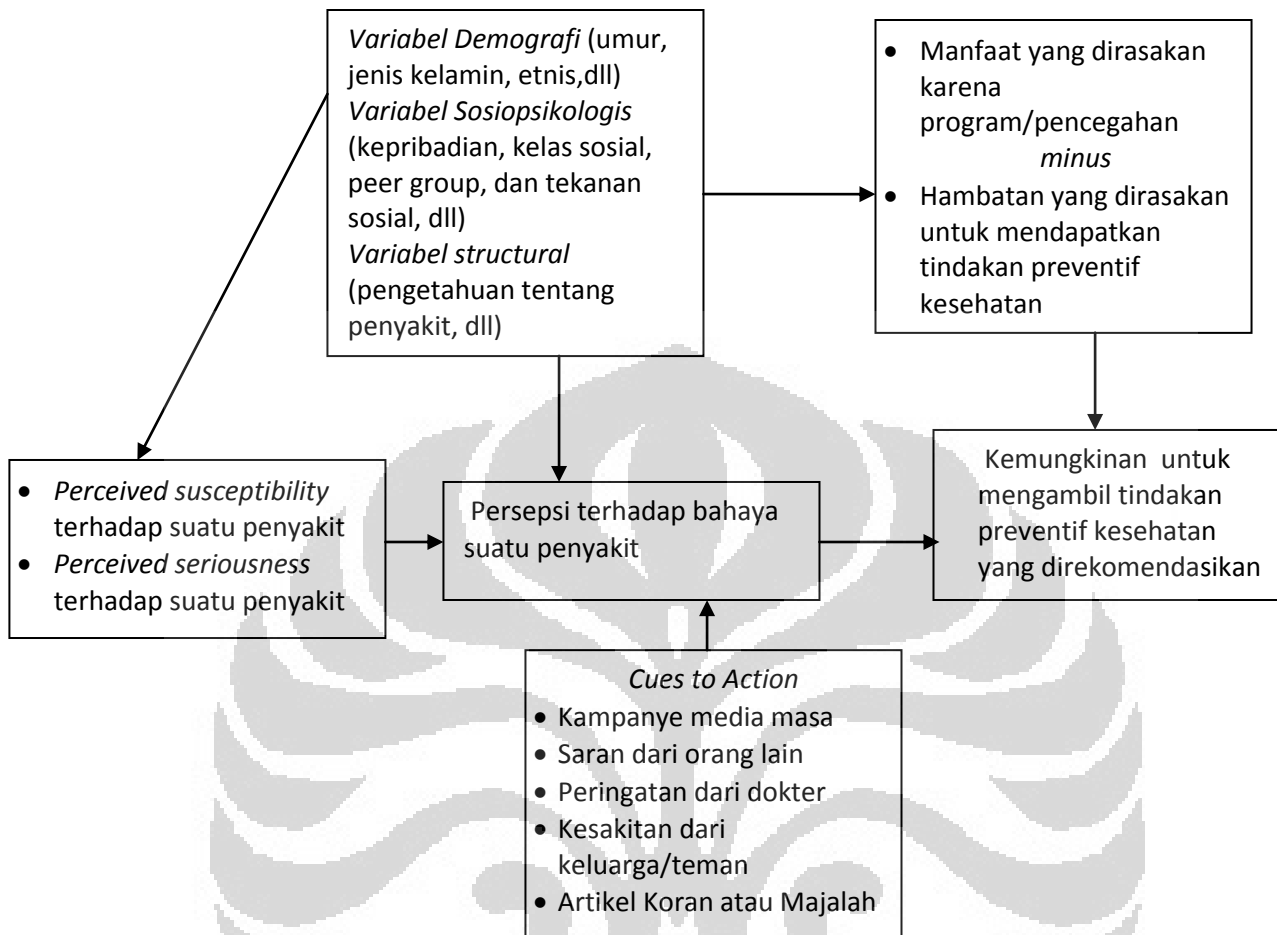 Variabel Demografi (umur,
jenis kelamin, etnis,dll)
Variabel Sosiopsikologis
(kepribadian, kelas sosial,
peer group, dan tekanan
sosial, dll)
Variabel structural
(pengetahuan tentang
penyakit, dll)
• Manfaat yang dirasakan
karena
program/pencegahan
minus
• Hambatan yang dirasakan
untuk mendapatkan
tindakan preventif
kesehatan
• Perceived susceptibility
terhadap suatu penyakit
• Perceived seriousness
terhadap suatu penyakit
Persepsi terhadap bahaya
suatu penyakit
Kemungkinan untuk
mengambil tindakan
preventif kesehatan
yang direkomendasikan
Cues to Action
• Kampanye media masa
• Saran dari orang lain
• Peringatan dari dokter
• Kesakitan dari
keluarga/teman
• Artikel Koran atau Majalah